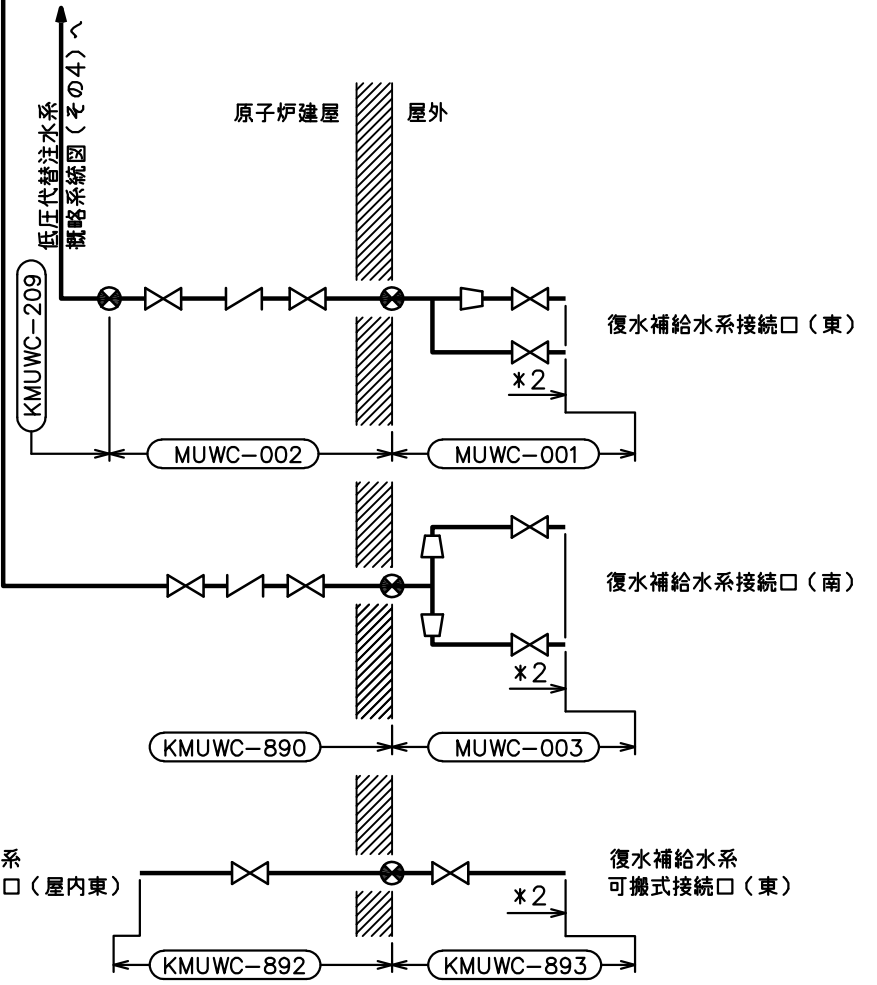 低圧代替注水系
概略系統図(その4)へ
原子炉建屋
屋外
KMUWC-209
復水補給水系接続口(東)
*2
MUWC-002
MUWC-001
復水補給水系接続口(南)
*2
KMUWC-890
MUWC-003
系
口(屋内東)
復水補給水系
可搬式接続口(東)
*2
KMUWC-892
KMUWC-893